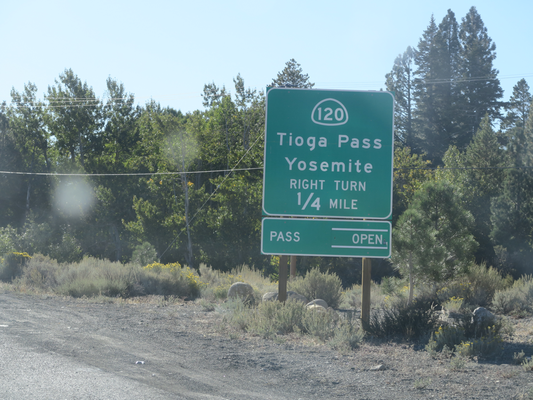 120
Tioga Pass
Yosemite
RIGHT TURN
1/4 MILE
PASS OPEN